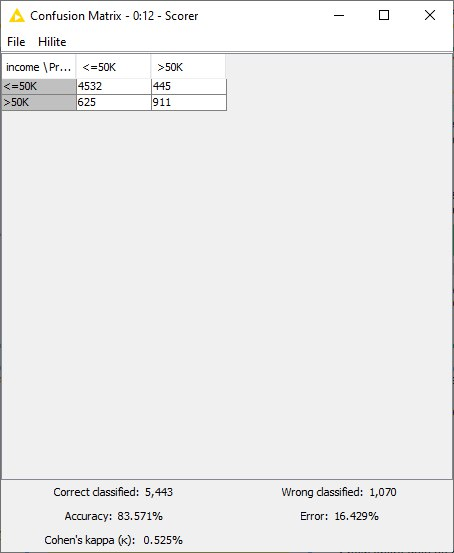 Confusion Matrix - 0:12 - Scorer
File Hilite
income \Pr... <=50K >50K
<=50K 4532 445
>50K 625 911
Correct classified: 5,443 Wrong classified: 1,070
Accuracy: 83.571% Error: 16.429%
Cohen's kappa (κ): 0.525%